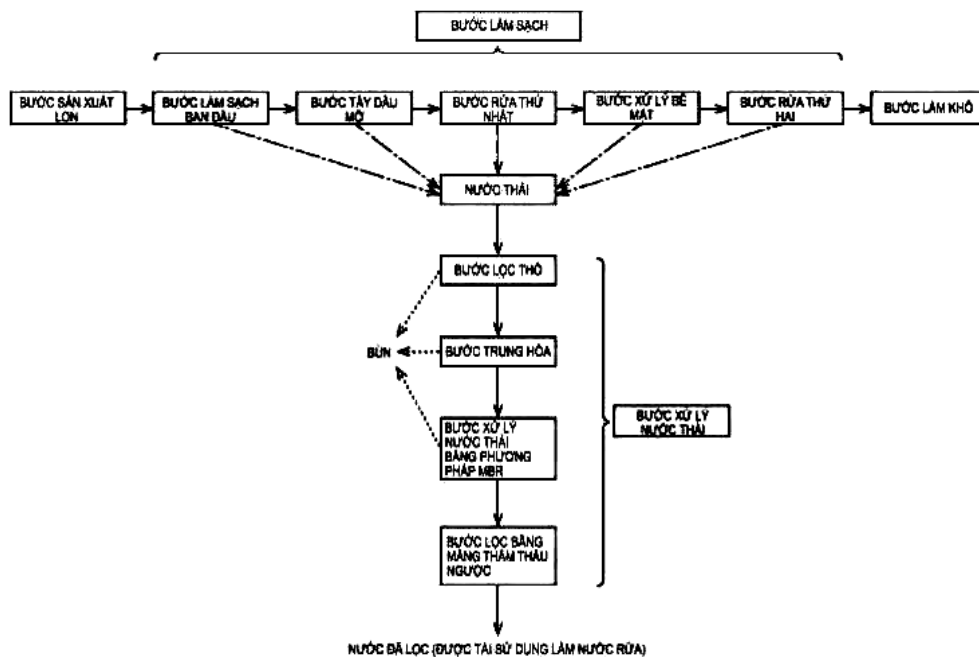 BƯỚC LÀM SẠCH
BƯỚC SẢN XUẤT
LON
BƯỚC LÀM SẠCH
BAN DẦU
BƯỚC TẨY DẦU
MỠ
BƯỚC RỬA THỨ
NHẤT
BƯỚC XỬ LÝ BỀ
MẶT
BƯỚC RỬA THỨ
HAI
BƯỚC LÀM KHÔ
NƯỚC THẢI
BƯỚC LỌC THÔ
BÙN
BƯỚC TRUNG HÒA
BƯỚC XỬ LÝ
NƯỚC THẢI
BƯỚC XỬ LÝ
NƯỚC THẢI
BẰNG PHƯƠNG
PHÁP MBR
BƯỚC LỌC BẰNG
MÀNG THẨM THẤU
NGƯỢC
NƯỚC ĐÃ LỌC (ĐƯỢC TÁI SỬ DỤNG LÀM NƯỚC RỬA)